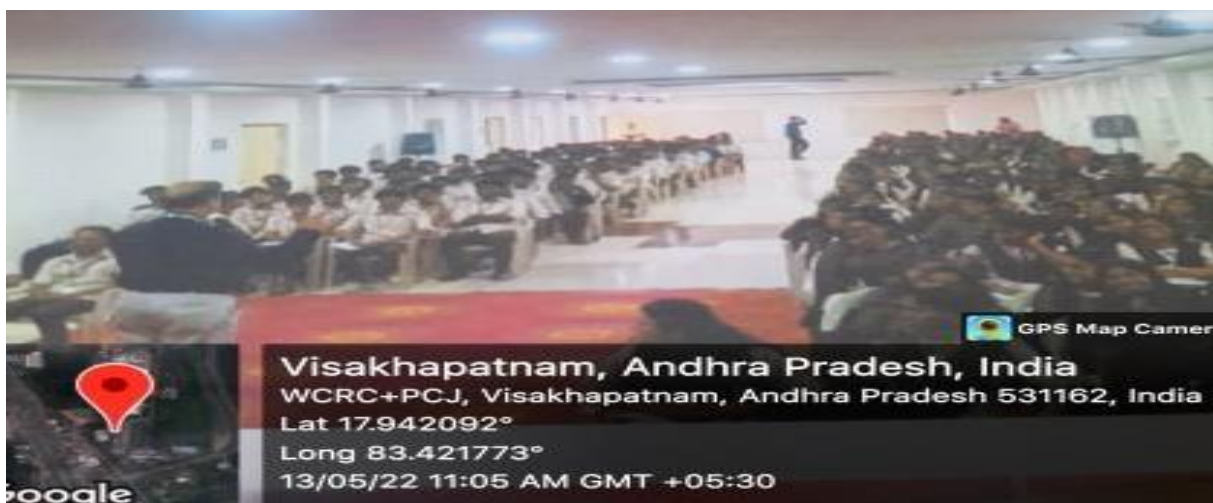 GPS Map Camer
Visakhapatnam, Andhra Pradesh, India
WCRC+PCJ, Visakhapatnam, Andhra Pradesh 531162, India
Lat 17.942092°
Long 83.421773°
13/05/22 11:05 AM GMT +05:30
Google